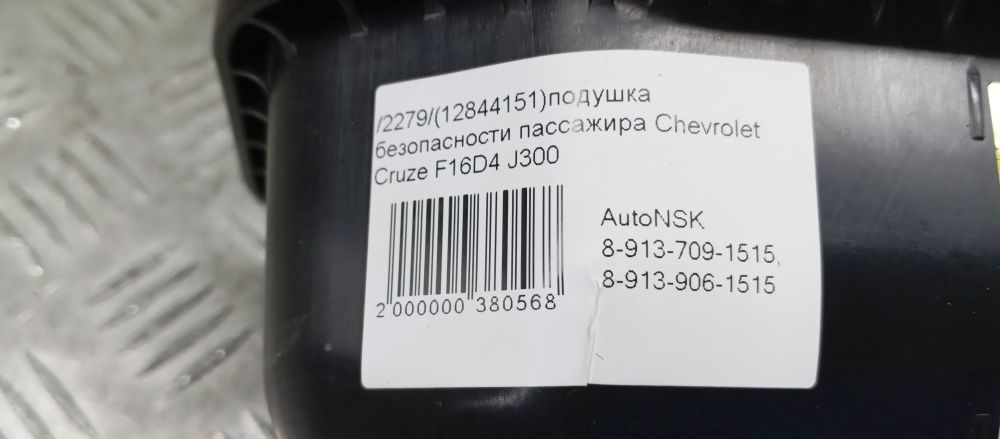 /2279/(12844151)подушка
безопасности пассажира Chevrolet
Cruze F16D4 J300
2 000000 380568
AutoNSK
8-913-709-1515,
8-913-906-1515